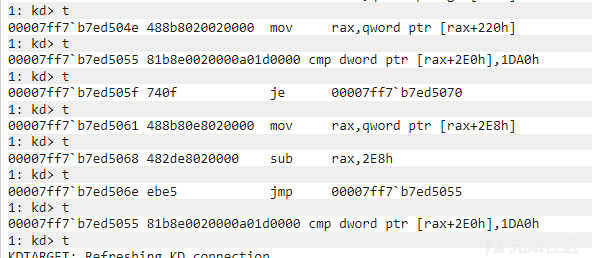 1: kd> t
00007ff7`b7ed504e 488b8020020000  mov     rax,qword ptr [rax+220h]
1: kd> t
00007ff7`b7ed5055 81b8e0020000a01d0000 cmp dword ptr [rax+2E0h],1DA0h
1: kd> t
00007ff7`b7ed505f 740f            je      00007ff7`b7ed5070
1: kd> t
00007ff7`b7ed5061 488b80e8020000  mov     rax,qword ptr [rax+2E8h]
1: kd> t
00007ff7`b7ed5068 482de8020000    sub     rax,2E8h
1: kd> t
00007ff7`b7ed506e ebe5            jmp     00007ff7`b7ed5055
1: kd> t
00007ff7`b7ed5055 81b8e0020000a01d0000 cmp dword ptr [rax+2E0h],1DA0h
1: kd> t
KDTARGET: Refreshing KD connection